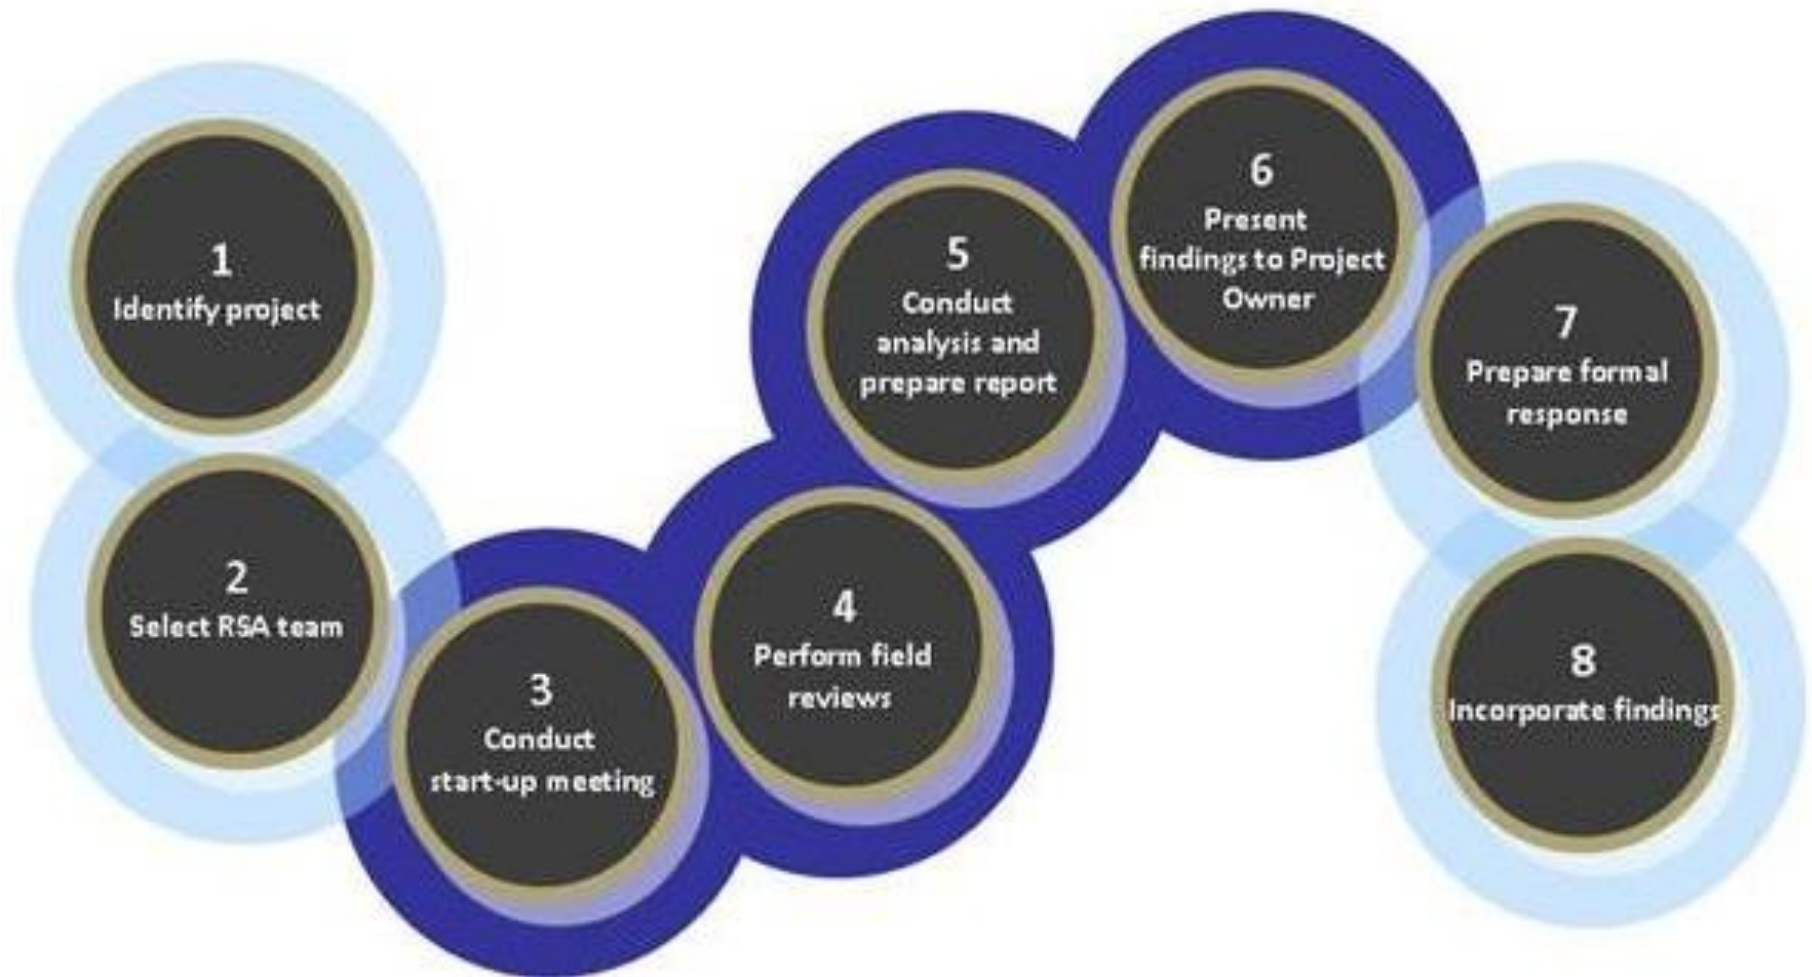 1
Identify project
2
Select RSA team
3
Conduct
start-up meeting
4
Perform field
reviews
5
Conduct
analysis and
prepare report
6
Present
findings to Project
Owner
7
Prepare formal
response
8
Incorporate findings